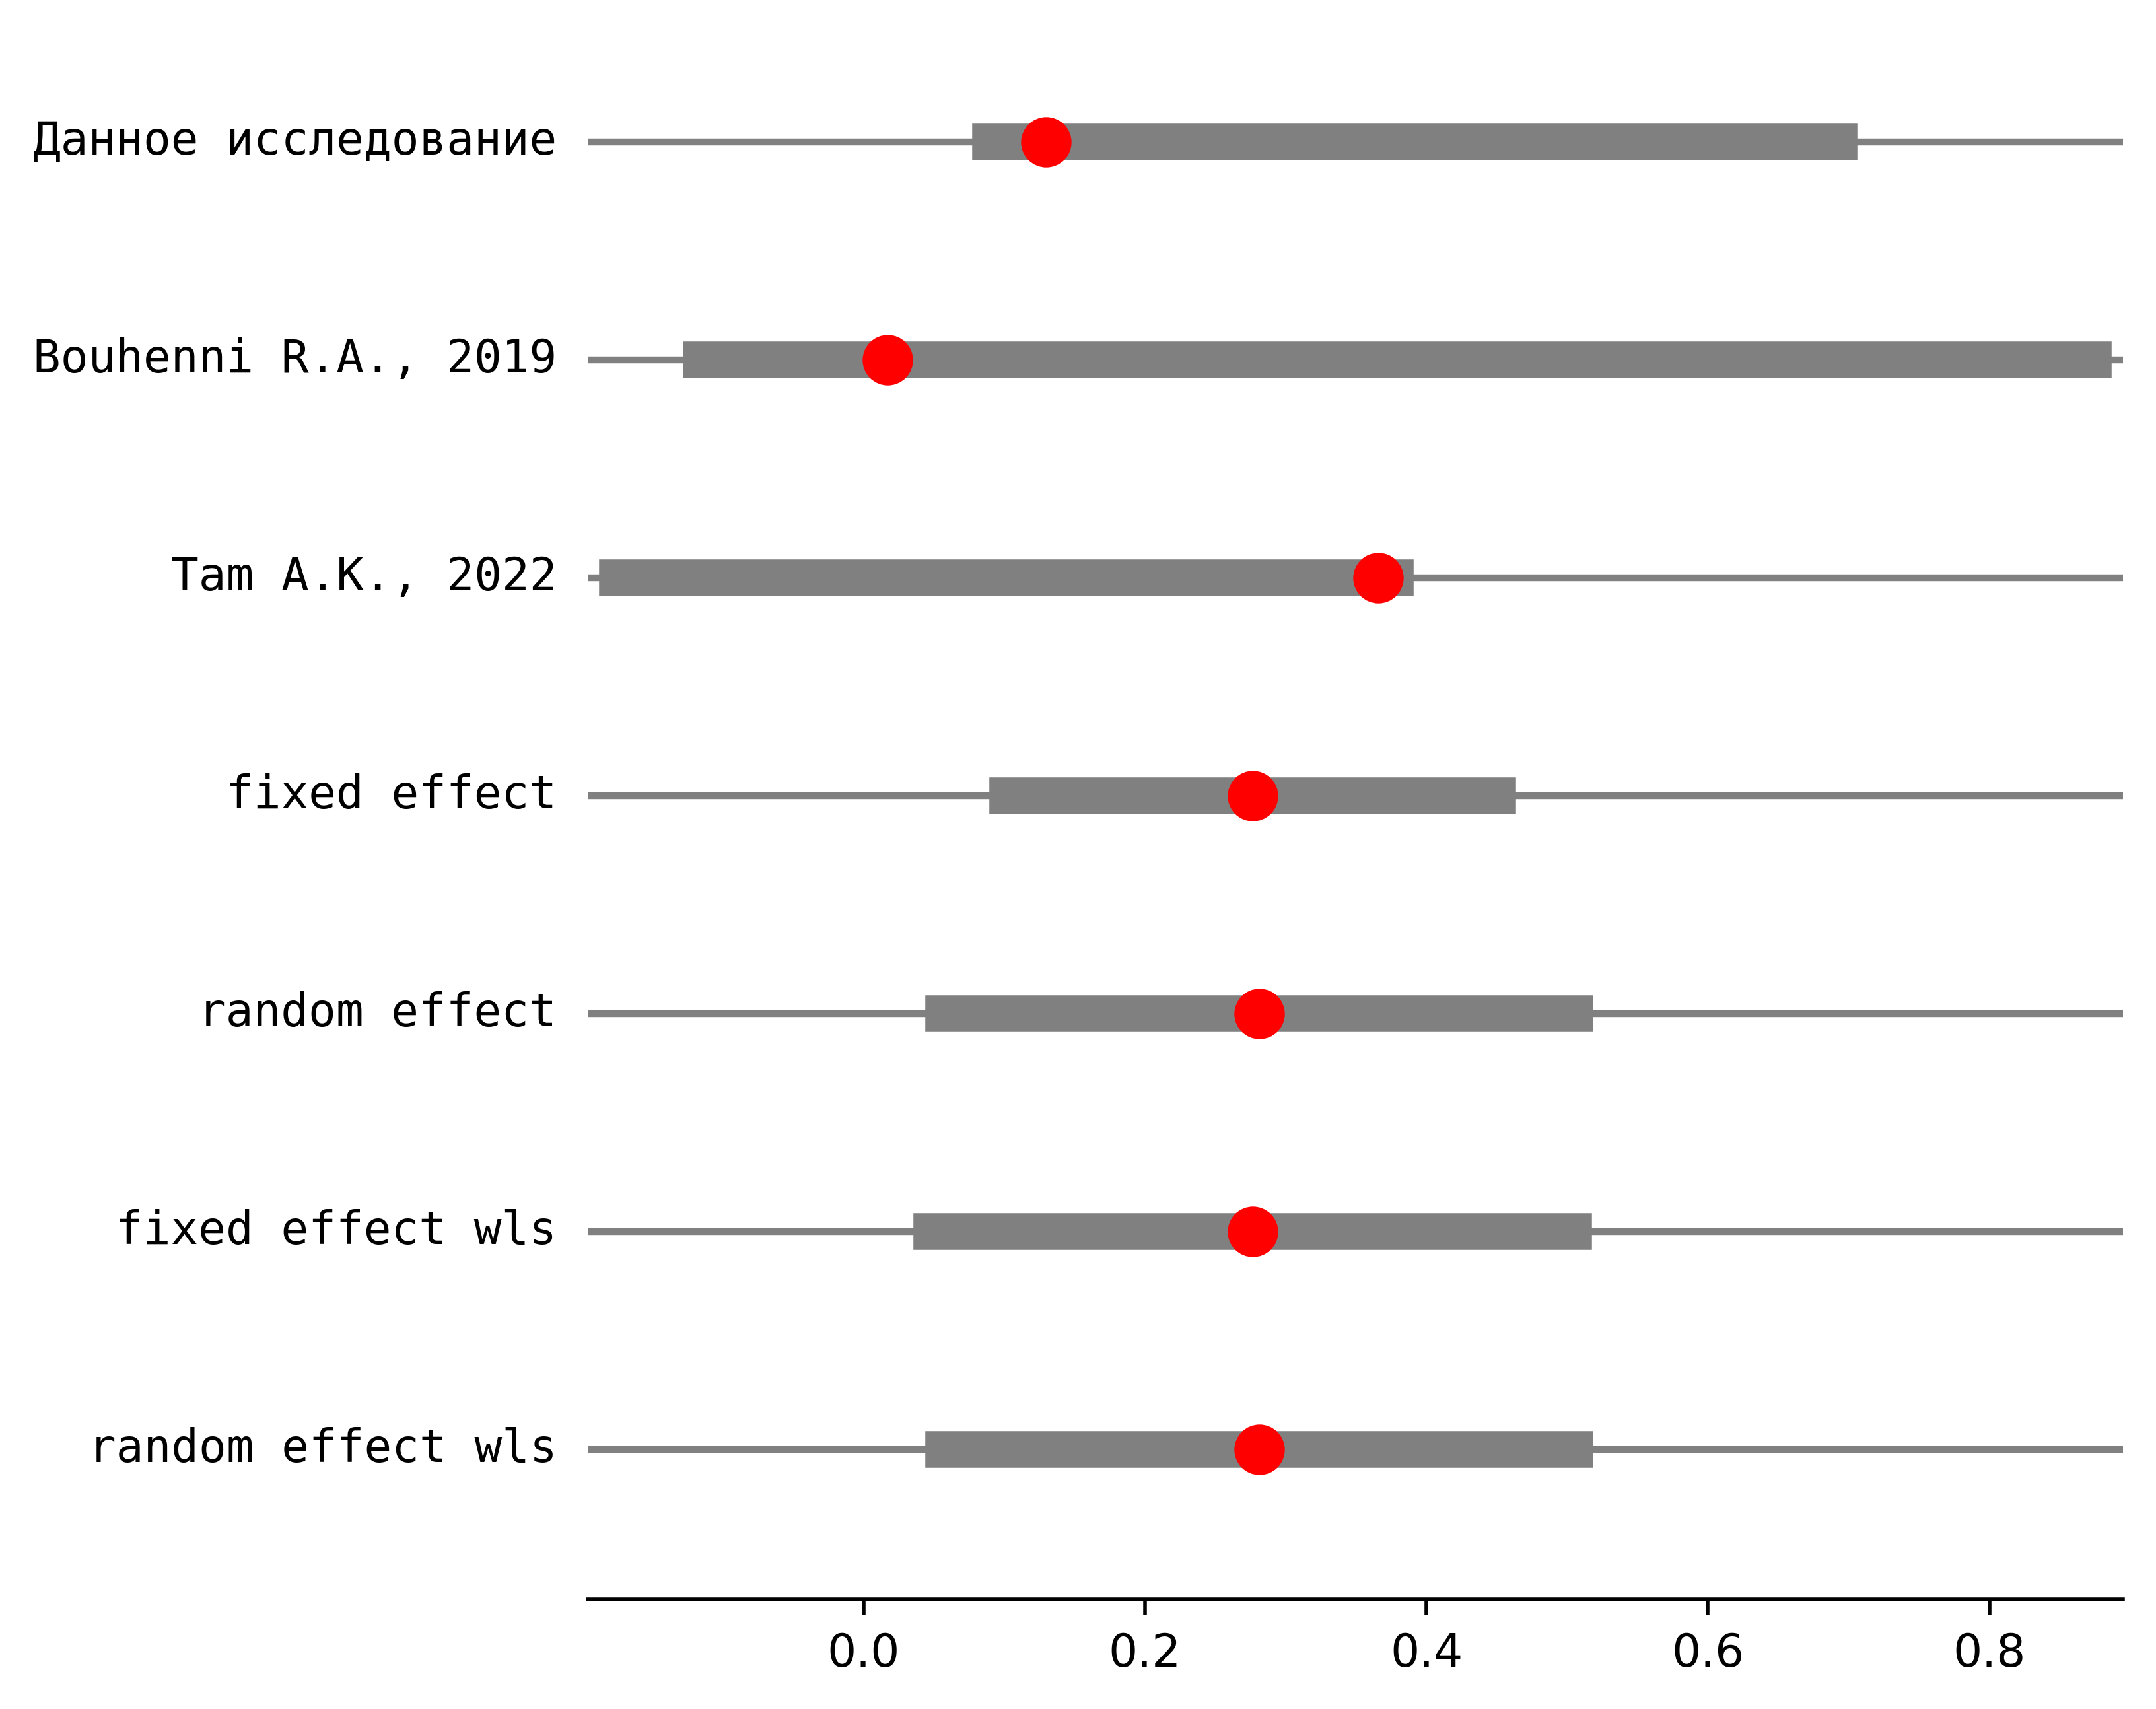 Данное исследование
Bouhenni R.A., 2019
Tam A.K., 2022
fixed effect
random effect
fixed effect wls
random effect wls
0.0 0.2 0.4 0.6 0.8